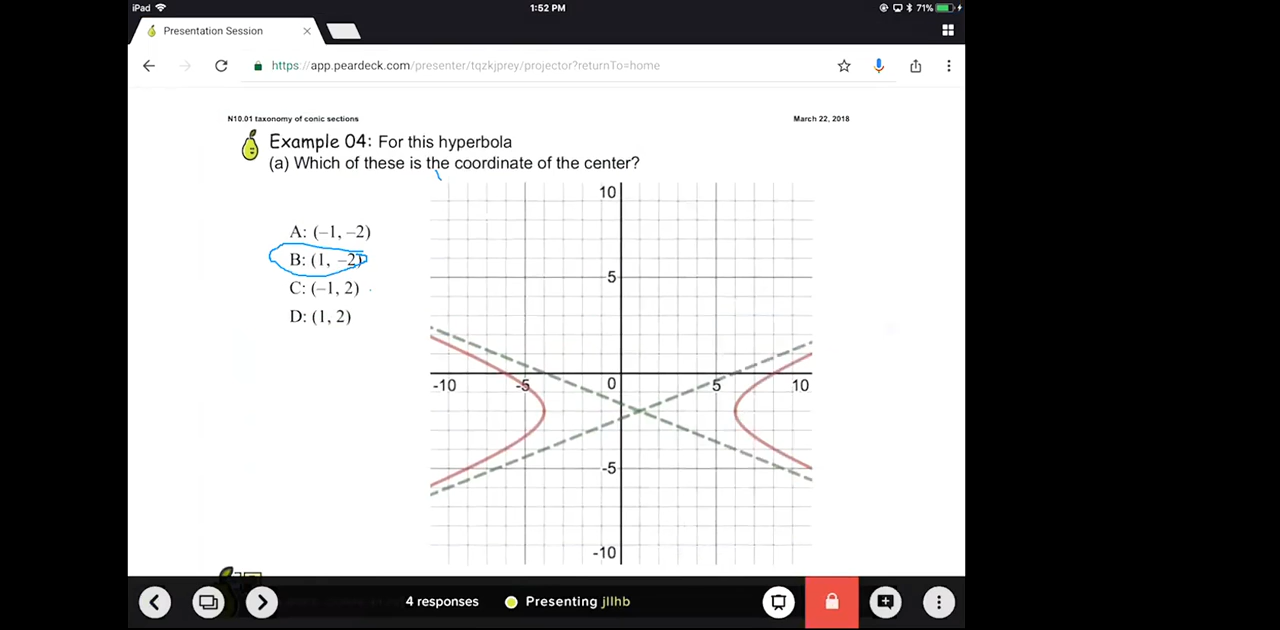 iPad 1:52 PM 71%
Presentation Session
https://app.peardeck.com/presenter/tqzkjprey/projector?returnTo=home
N10.01 taxonomy of conic sections March 22, 2018
Example 04: For this hyperbola
(a) Which of these is the coordinate of the center?
A: (–1, –2)
B: (1, –2)
C: (–1, 2)
D: (1, 2)
10
5
-10 -5 0 5 10
-5
-10
4 responses Presenting jllhb